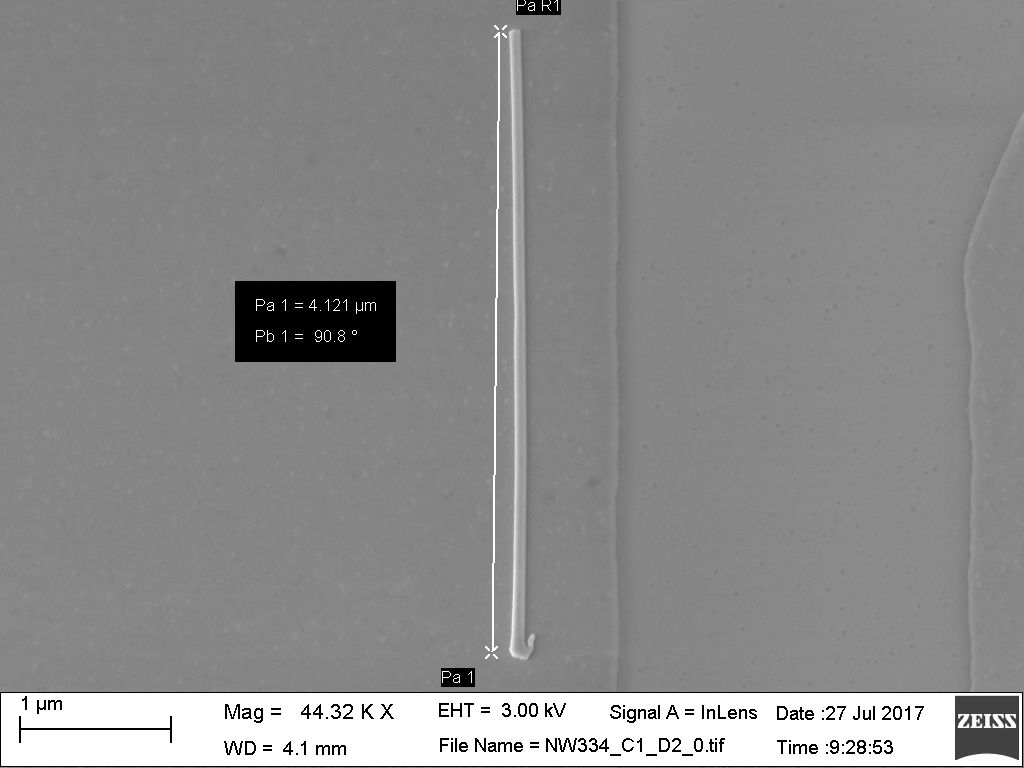 Pa R1
Pa 1 = 4.121 µm
Pb 1 =  90.8 °
Pa 1
1 µm
Mag =   44.32 K X
EHT =  3.00 kV
Signal A = InLens
Date :27 Jul 2017
ZEISS
WD =  4.1 mm
File Name = NW334_C1_D2_0.tif
Time :9:28:53